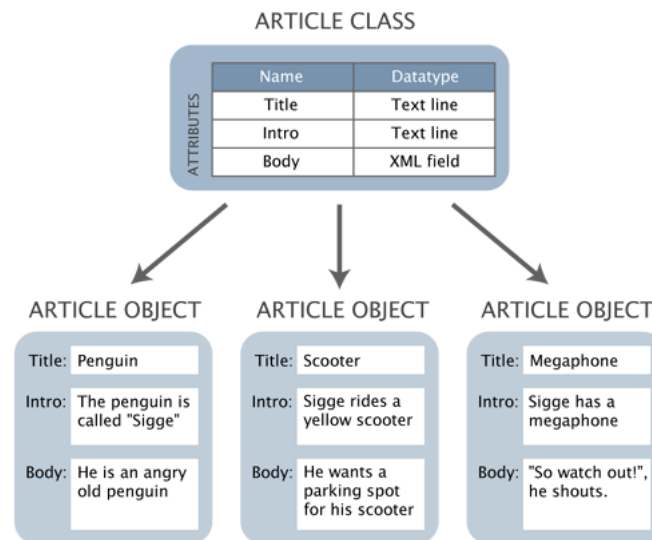 ARTICLE CLASS
ATTRIBUTES
Name Datatype
Title Text line
Intro Text line
Body XML field
ARTICLE OBJECT
Title: Penguin
Intro: The penguin is
called "Sigge"
Body: He is an angry
old penguin
ARTICLE OBJECT
Title: Scooter
Intro: Sigge rides a
yellow scooter
Body: He wants a
parking spot
for his scooter
ARTICLE OBJECT
Title: Megaphone
Intro: Sigge has a
megaphone
Body: "So watch out!",
he shouts.